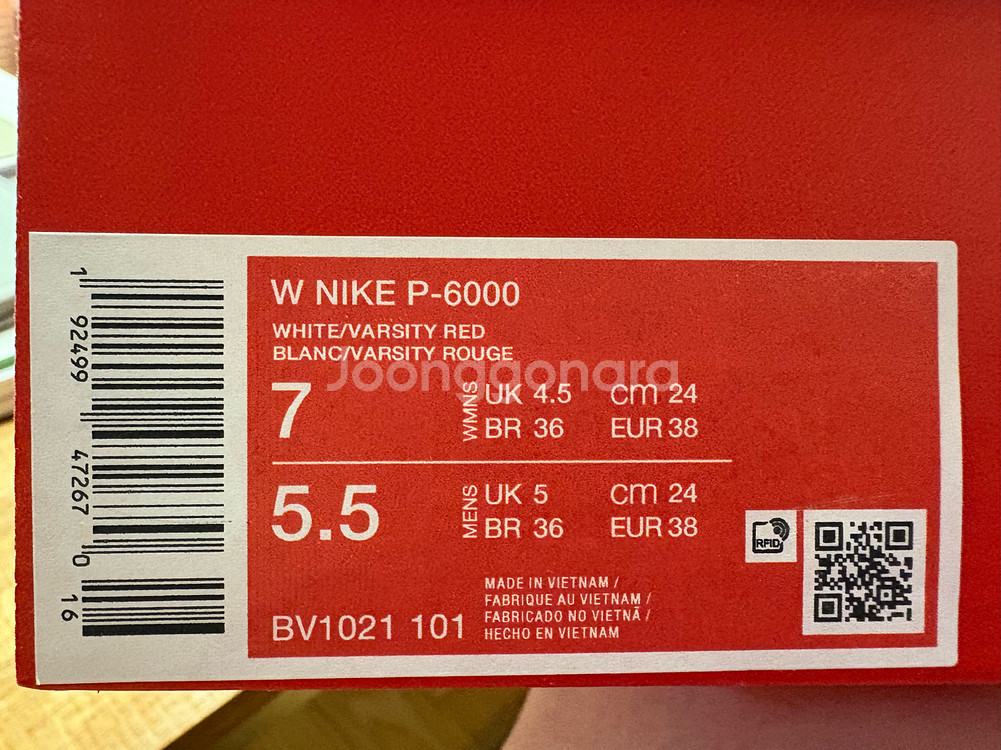 1 92499 47267 0 16
W NIKE P-6000
WHITE/VARSITY RED
BLANC/VARSITY ROUGE
Joonggonara
7 WMNS UK 4.5 cm 24
BR 36 EUR 38
5.5 MENS UK 5 cm 24
BR 36 EUR 38
RFID
BV1021 101
MADE IN VIETNAM /
FABRIQUE AU VIETNAM /
FABRICADO NO VIETNÃ /
HECHO EN VIETNAM